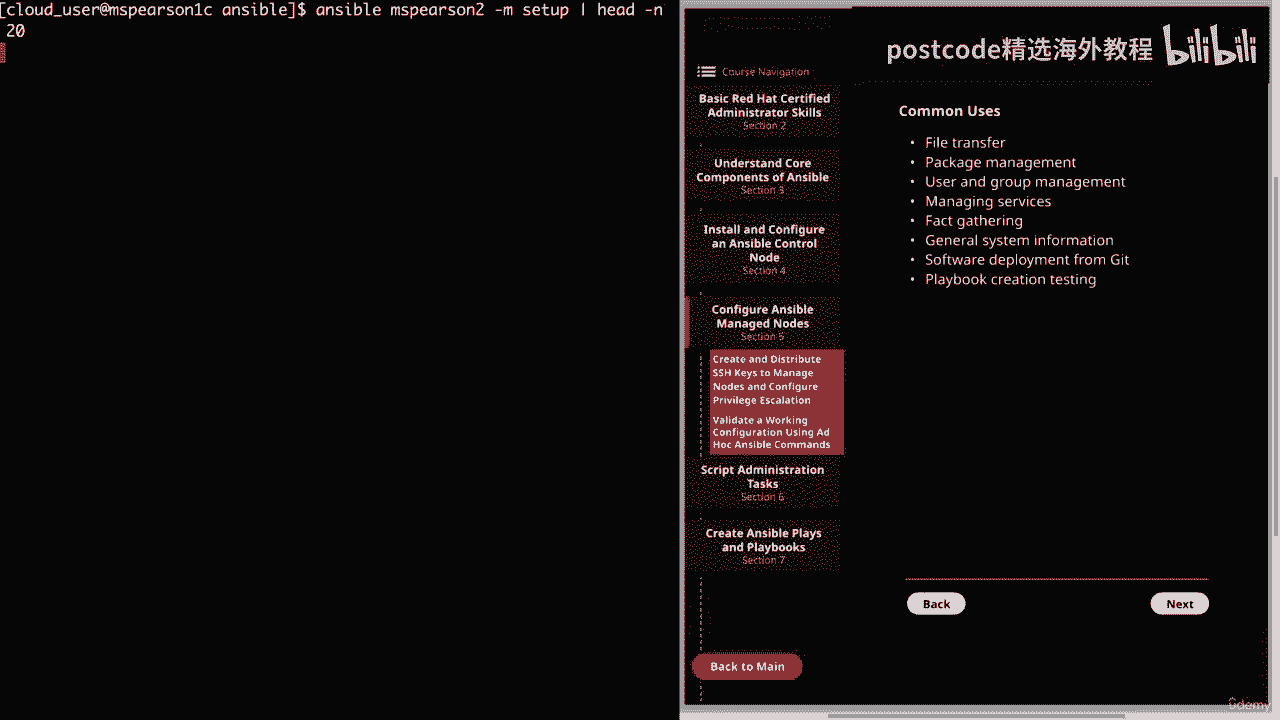 [cloud_user@mspearson1c ansible]$ ansible mspearson2 -m setup | head -n
20
postcode精选海外教程 bilibili
Course Navigation
Basic Red Hat Certified
Administrator Skills
Section 2
Understand Core
Components of Ansible
Section 3
Install and Configure
an Ansible Control
Node
Section 4
Configure Ansible
Managed Nodes
Section 5
Create and Distribute
SSH Keys to Manage
Nodes and Configure
Privilege Escalation
Validate a Working
Configuration Using Ad
Hoc Ansible Commands
Script Administration
Tasks
Section 6
Create Ansible Plays
and Playbooks
Section 7
Back to Main
Common Uses
• File transfer
• Package management
• User and group management
• Managing services
• Fact gathering
• General system information
• Software deployment from Git
• Playbook creation testing
Back
Next
ûdemy